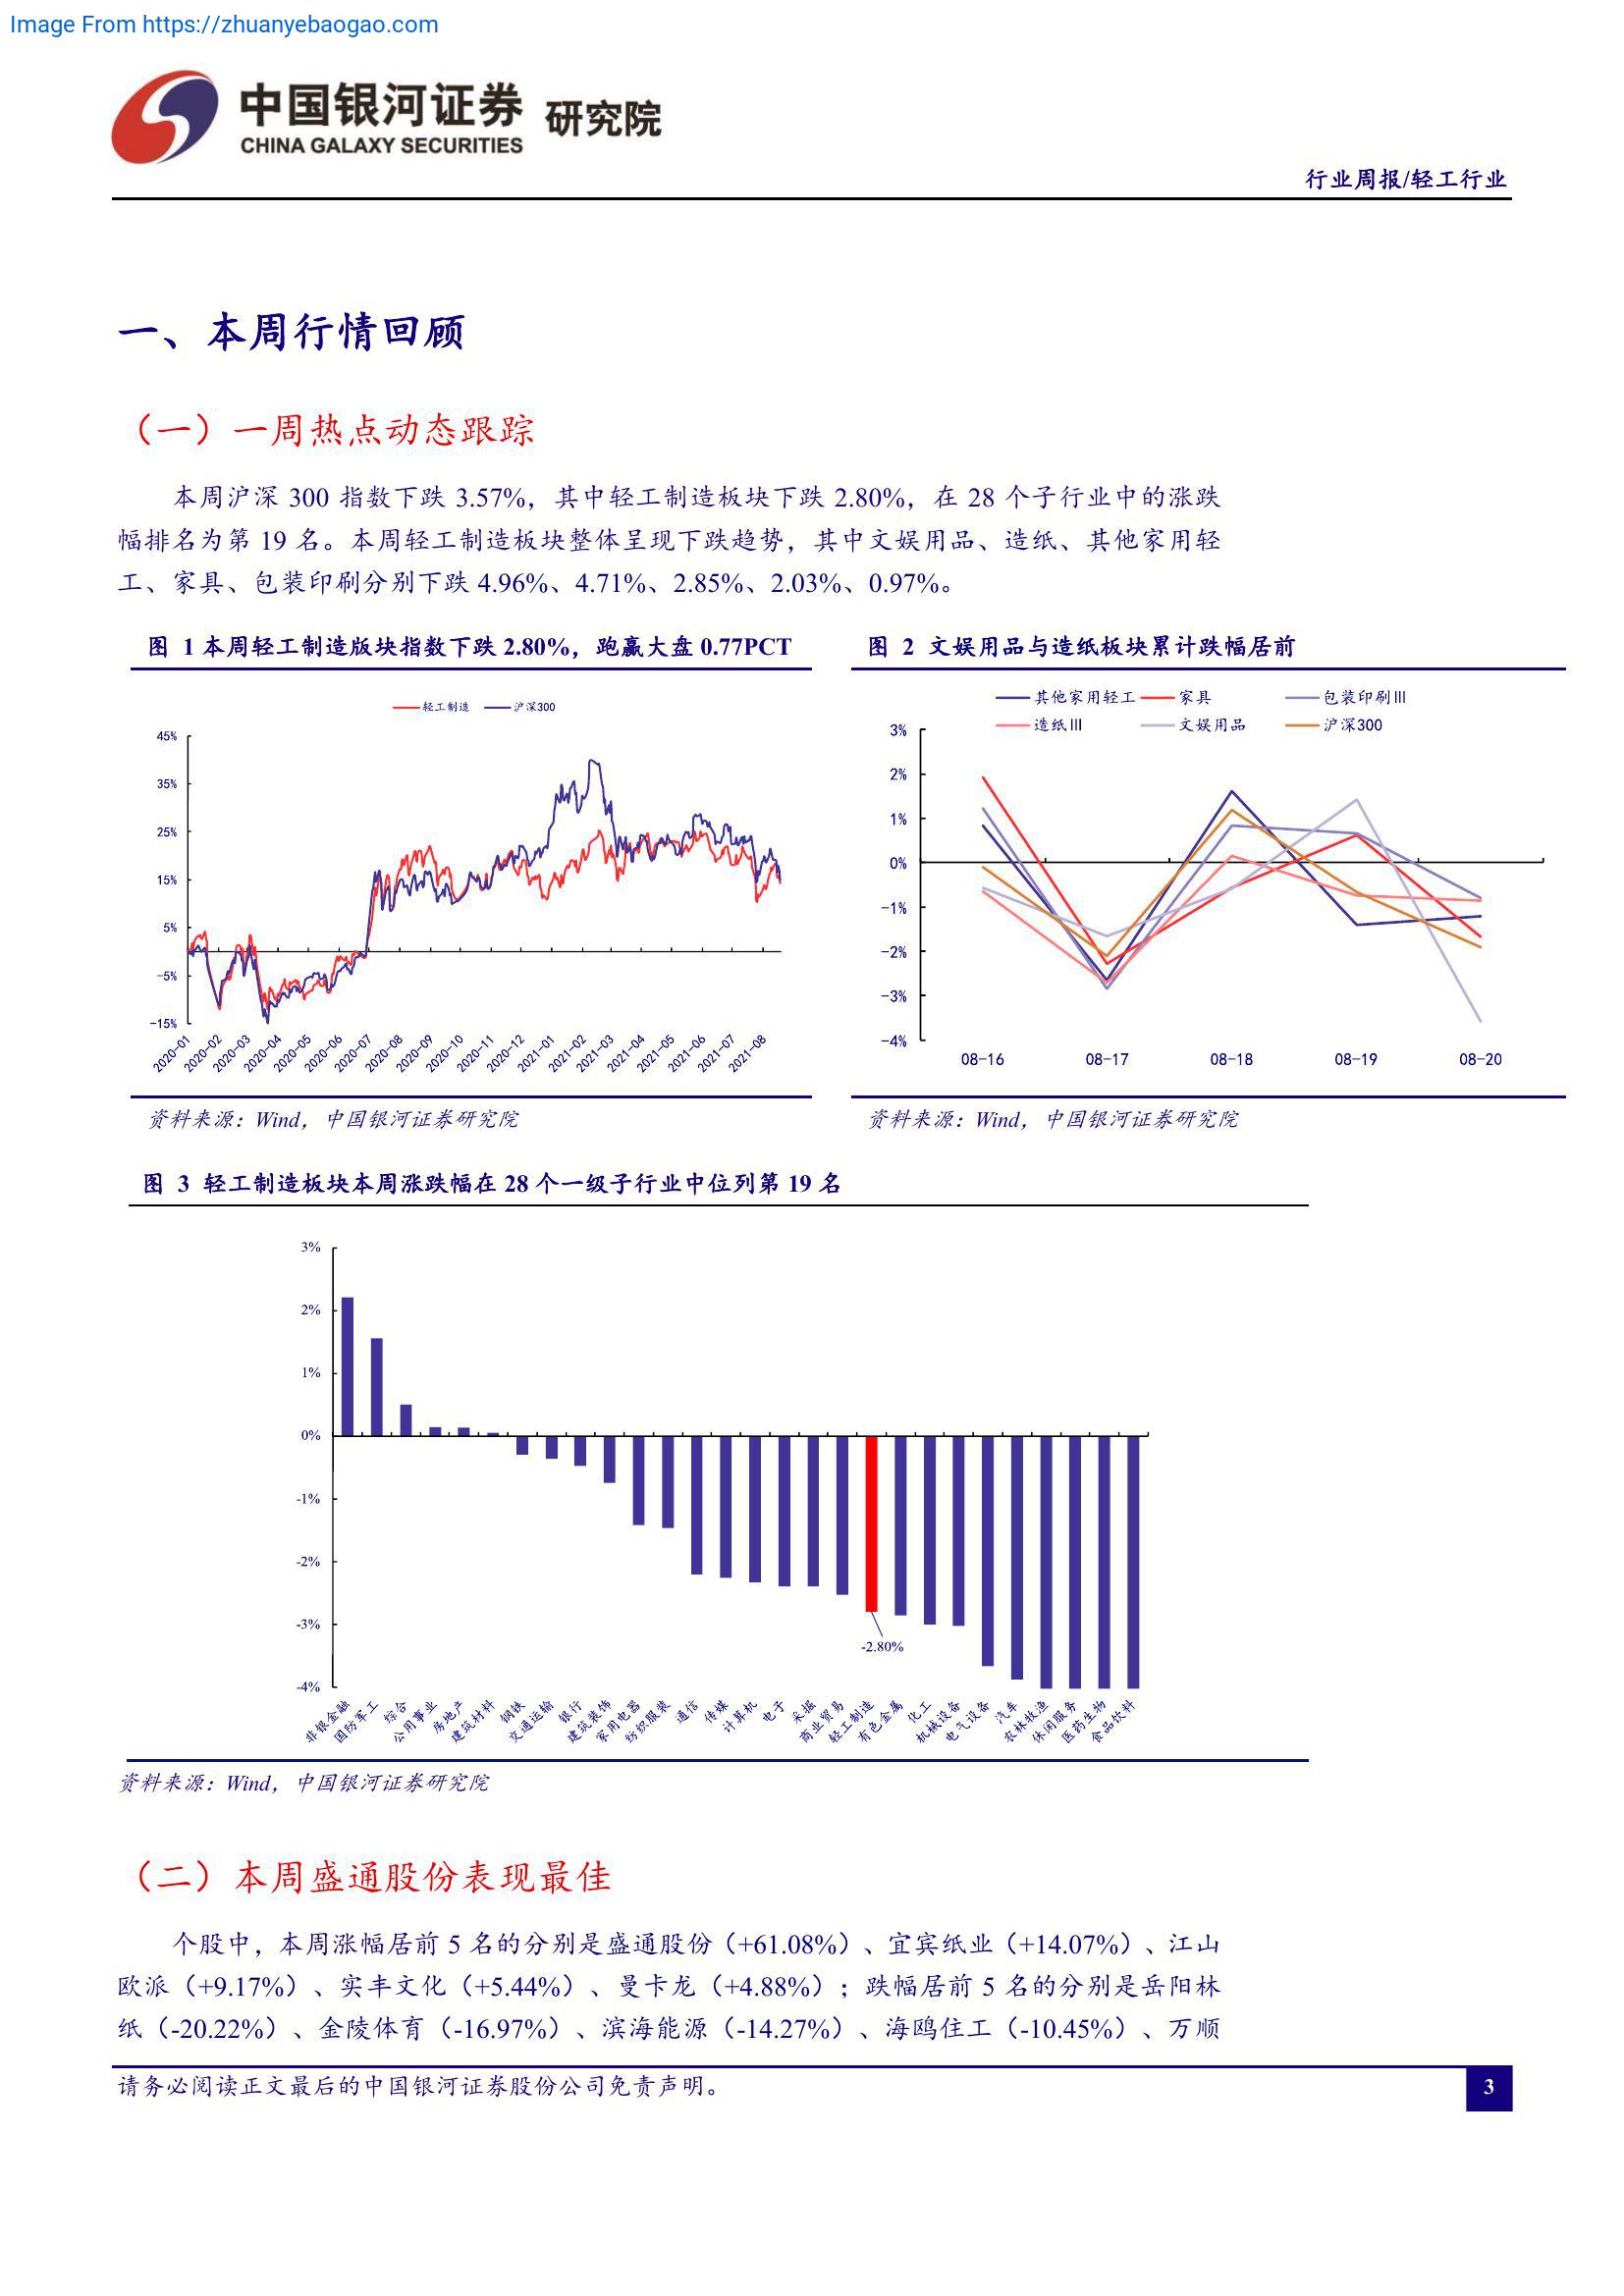 Image From https://zhuanyebaogao.com
中国银河证券 研究院
CHINA GALAXY SECURITIES
行业周报/轻工行业
一、本周行情回顾
（一）一周热点动态跟踪
本周沪深 300 指数下跌 3.57%，其中轻工制造板块下跌 2.80%，在 28 个子行业中的涨跌
幅排名为第 19 名。本周轻工制造板块整体呈现下跌趋势，其中文娱用品、造纸、其他家用轻
工、家具、包装印刷分别下跌 4.96%、4.71%、2.85%、2.03%、0.97%。
图 1 本周轻工制造版块指数下跌 2.80%，跑赢大盘 0.77PCT
轻工制造 沪深300
45%
35%
25%
15%
5%
-5%
-15%
2020-01 2020-02 2020-03 2020-04 2020-05 2020-06 2020-07 2020-08 2020-09 2020-10 2020-11 2020-12 2021-01 2021-02 2021-03 2021-04 2021-05 2021-06 2021-07 2021-08
资料来源：Wind，中国银河证券研究院
图 2 文娱用品与造纸板块累计跌幅居前
其他家用轻工 家具 包装印刷III
造纸III 文娱用品 沪深300
3%
2%
1%
0%
-1%
-2%
-3%
-4%
08-16 08-17 08-18 08-19 08-20
资料来源：Wind，中国银河证券研究院
图 3 轻工制造板块本周涨跌幅在 28 个一级子行业中位列第 19 名
3%
2%
1%
0%
-1%
-2%
-3%
-4%
-2.80%
非银金融 国防军工 综合 公用事业 房地产 建筑材料 钢铁 交通运输 银行 建筑装饰 家用电器 纺织服装 通信 传媒 计算机 电子 采掘 商业贸易 轻工制造 有色金属 化工 机械设备 电气设备 汽车 农林牧渔 休闲服务 医药生物 食品饮料
资料来源：Wind，中国银河证券研究院
（二）本周盛通股份表现最佳
个股中，本周涨幅居前 5 名的分别是盛通股份（+61.08%）、宜宾纸业（+14.07%）、江山
欧派（+9.17%）、实丰文化（+5.44%）、曼卡龙（+4.88%）；跌幅居前 5 名的分别是岳阳林
纸（-20.22%）、金陵体育（-16.97%）、滨海能源（-14.27%）、海鸥住工（-10.45%）、万顺
请务必阅读正文最后的中国银河证券股份公司免责声明。
3